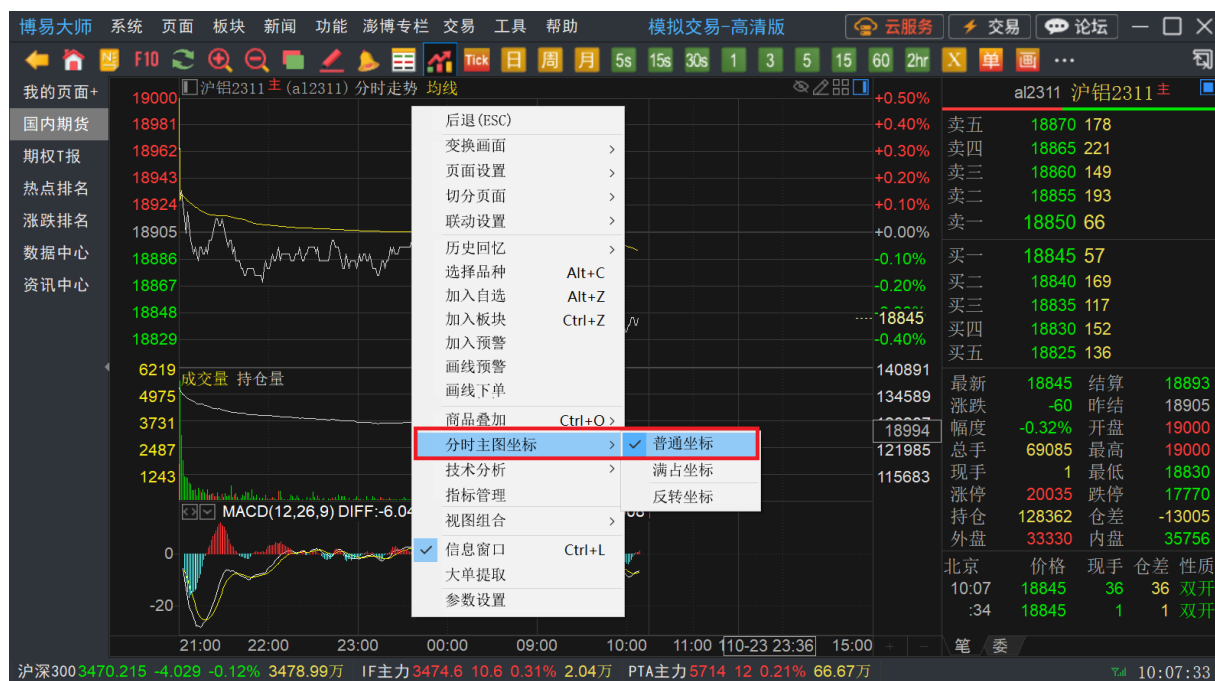 博易大师 系统 页面 板块 新闻 功能 澎博专栏 交易 工具 帮助 模拟交易-高清版 云服务 交易 论坛
F10 Tick 日 周 月 5s 15s 30s 1 3 5 15 60 2hr X 单 画 ···
我的页面+
国内期货
期权T报
热点排名
涨跌排名
数据中心
资讯中心
沪铝2311主 (al2311) 分时走势 均线
19000 +0.50%
18981 +0.40%
18962 +0.30%
18943 +0.20%
18924 +0.10%
18905 +0.00%
18886 -0.10%
18867 -0.20%
18848
18845
18829 -0.40%
6219 成交量 持仓量 140891
4975 134589
3731
18994
2487 121985
1243 115683
MACD(12,26,9) DIFF:-6.04
0
-20
21:00 22:00 23:00 00:00 09:00 10:00 11:00 10-23 23:36 15:00 + -
后退(ESC)
变换画面
页面设置
切分页面
联动设置
历史回忆
选择品种 Alt+C
加入自选 Alt+Z
加入板块 Ctrl+Z
加入预警
画线预警
画线下单
商品叠加 Ctrl+O
分时主图坐标
技术分析
指标管理
视图组合
信息窗口 Ctrl+L
大单提取
参数设置
普通坐标
满占坐标
反转坐标
al2311 沪铝2311主
卖五 18870 178
卖四 18865 221
卖三 18860 149
卖二 18855 193
卖一 18850 66
买一 18845 57
买二 18840 169
买三 18835 117
买四 18830 152
买五 18825 136
最新 18845 结算 18893
涨跌 -60 昨结 18905
幅度 -0.32% 开盘 19000
总手 69085 最高 19000
现手 1 最低 18830
涨停 20035 跌停 17770
持仓 128362 仓差 -13005
外盘 33330 内盘 35756
北京 价格 现手 仓差 性质
10:07 18845 36 36 双开
:34 18845 1 1 双开
笔 委
沪深300 3470.215 -4.029 -0.12% 3478.99万 IF主力 3474.6 10.6 0.31% 2.04万 PTA主力 5714 12 0.21% 66.67万 10:07:33